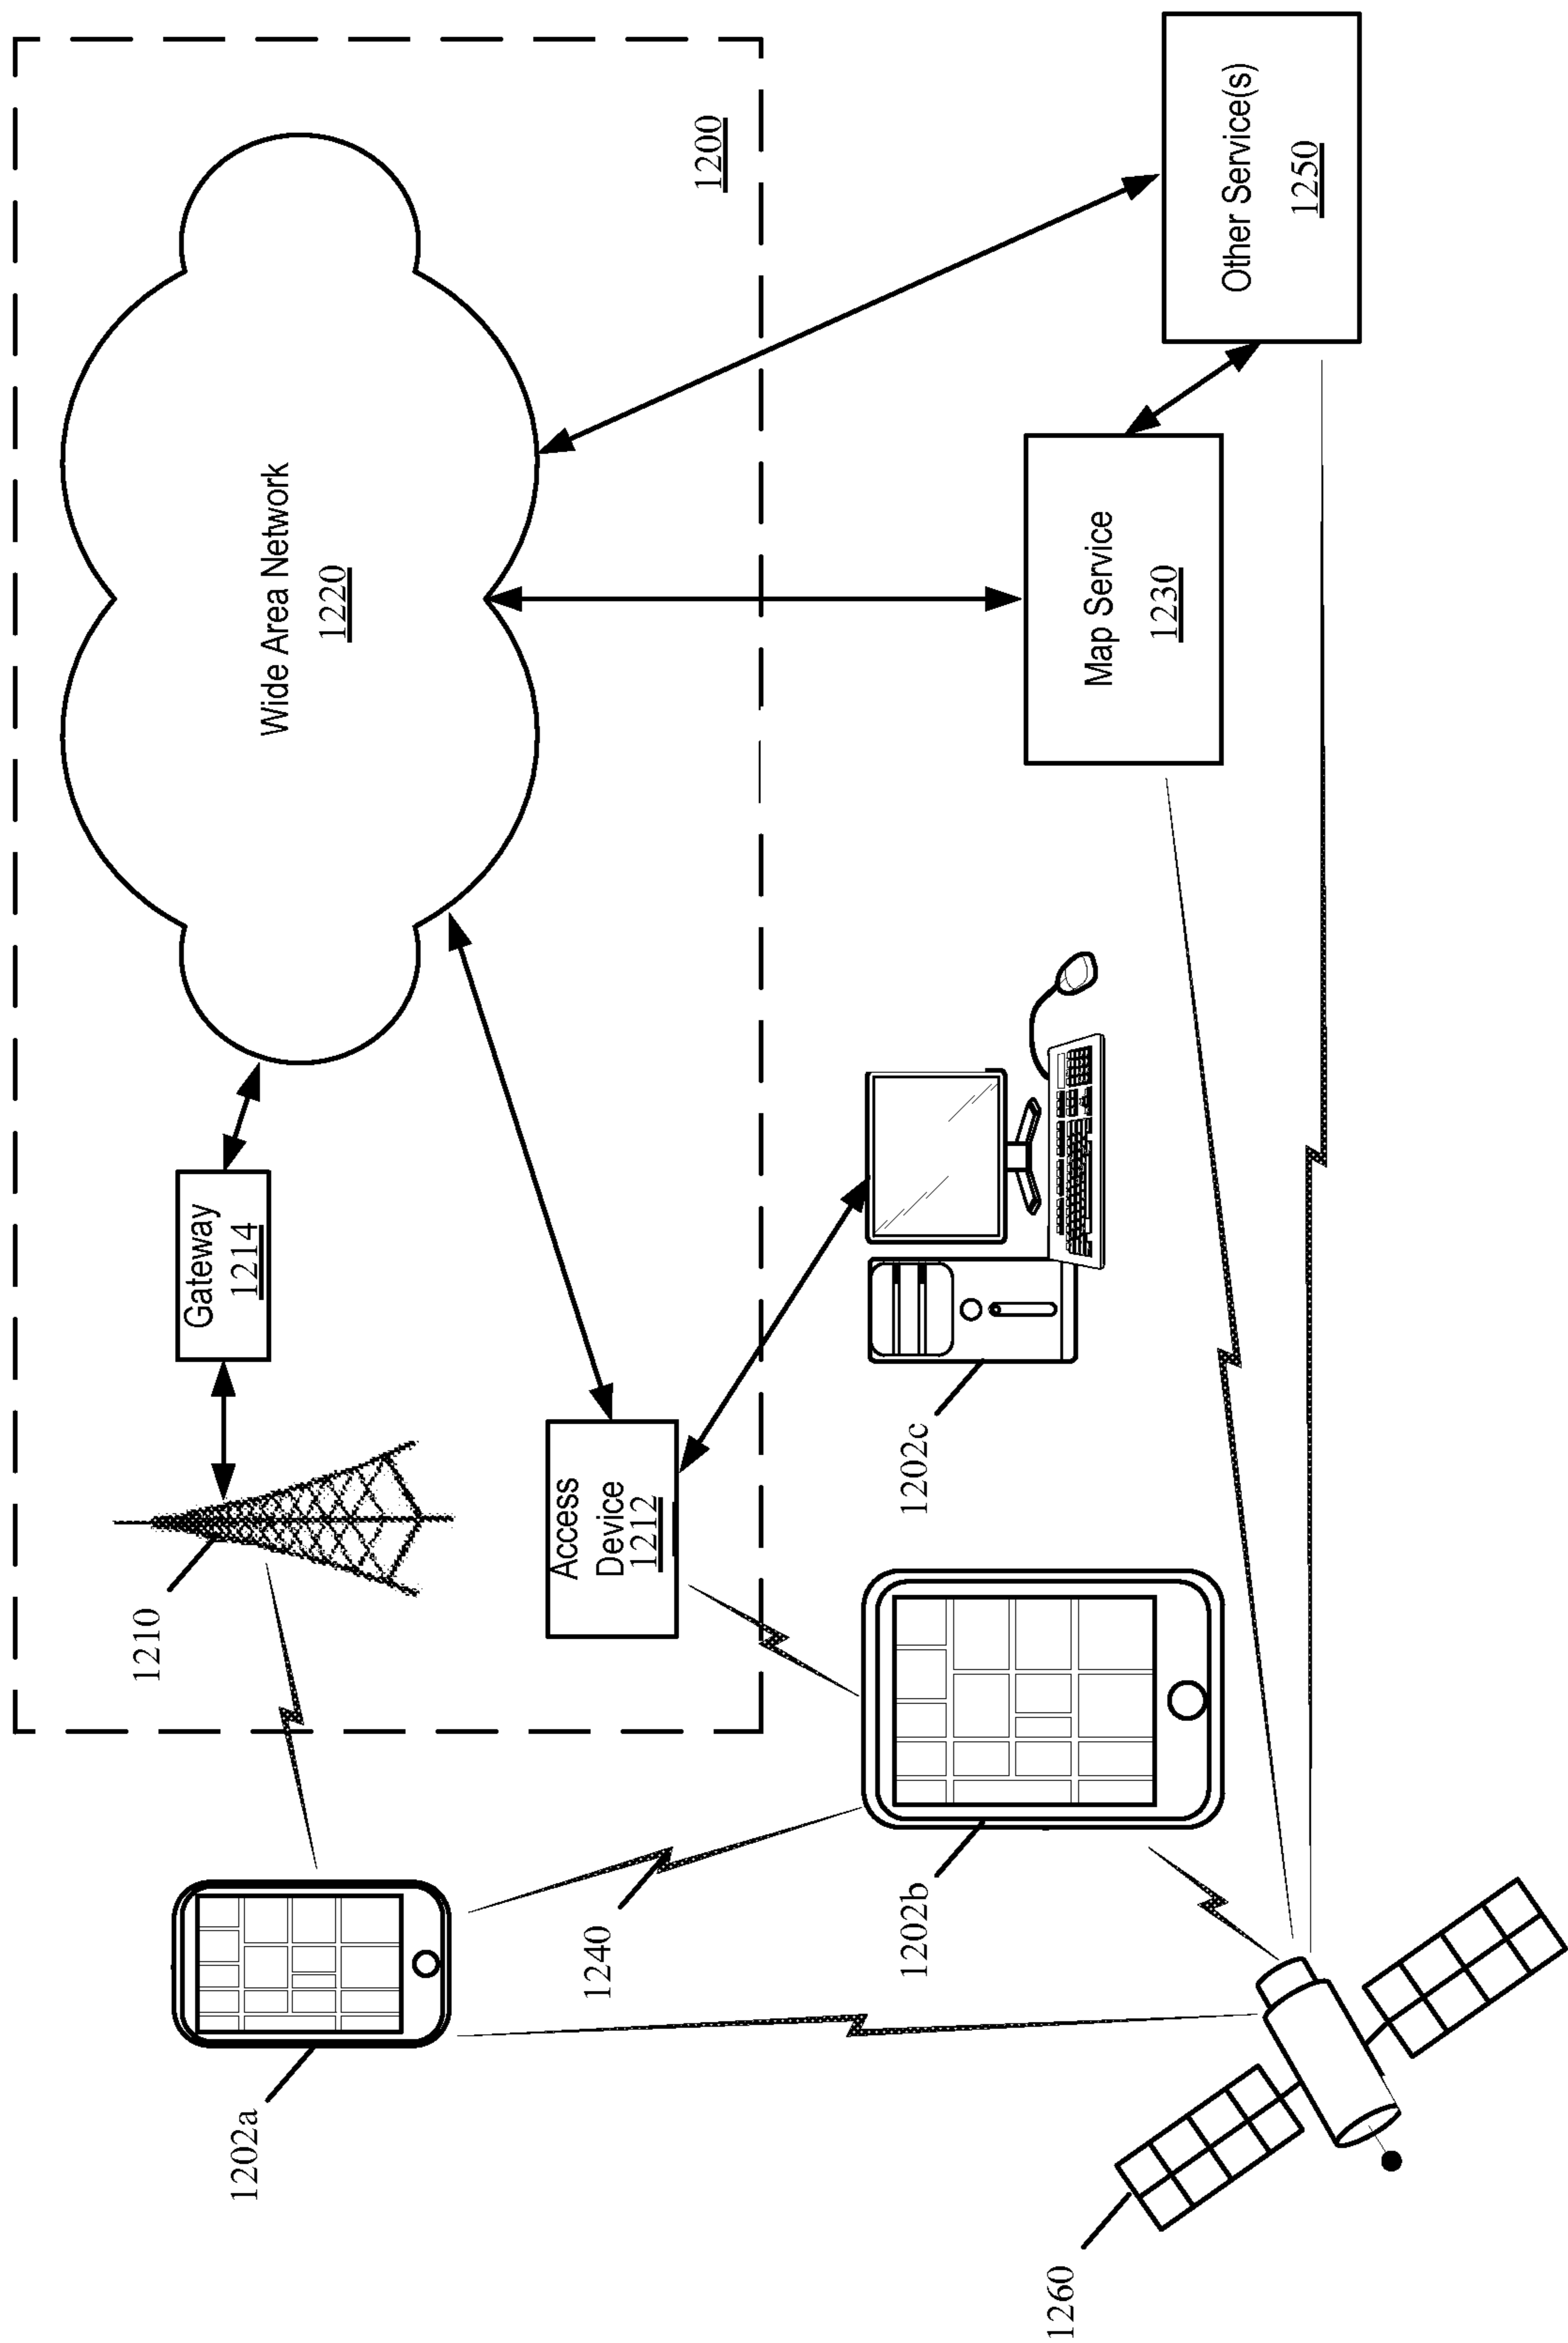 1202a
1210
Gateway
1214
Wide Area Network
1220
1240
Access
Device
1212
1200
1202b
1202c
Map Service
1230
1260
Other Service(s)
1250